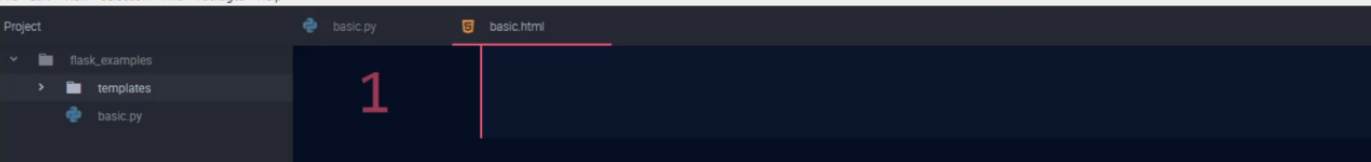 Project
basic.py
basic.html
flask_examples
templates
basic.py
1